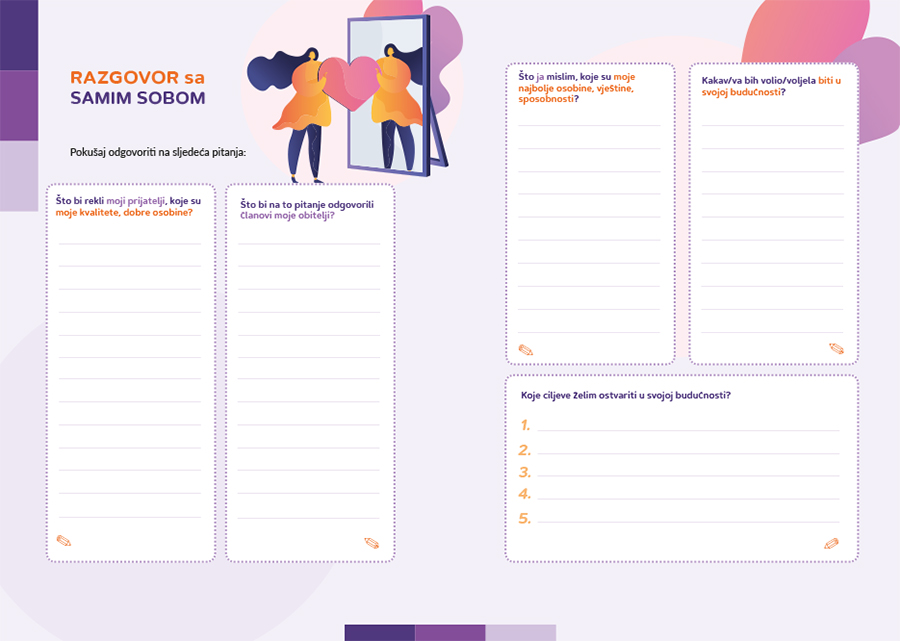 RAZGOVOR sa
SAMIM SOBOM
Pokušaj odgovoriti na sljedeća pitanja:
Što bi rekli moji prijatelji, koje su
moje kvalitete, dobre osobine?
Što bi na to pitanje odgovorili
članovi moje obitelji?
Što ja mislim, koje su moje
najbolje osobine, vještine,
sposobnosti?
Kakav/va bih volio/voljela biti u
svojoj budućnosti?
Koje ciljeve želim ostvariti u svojoj budućnosti?
1.
2.
3.
4.
5.